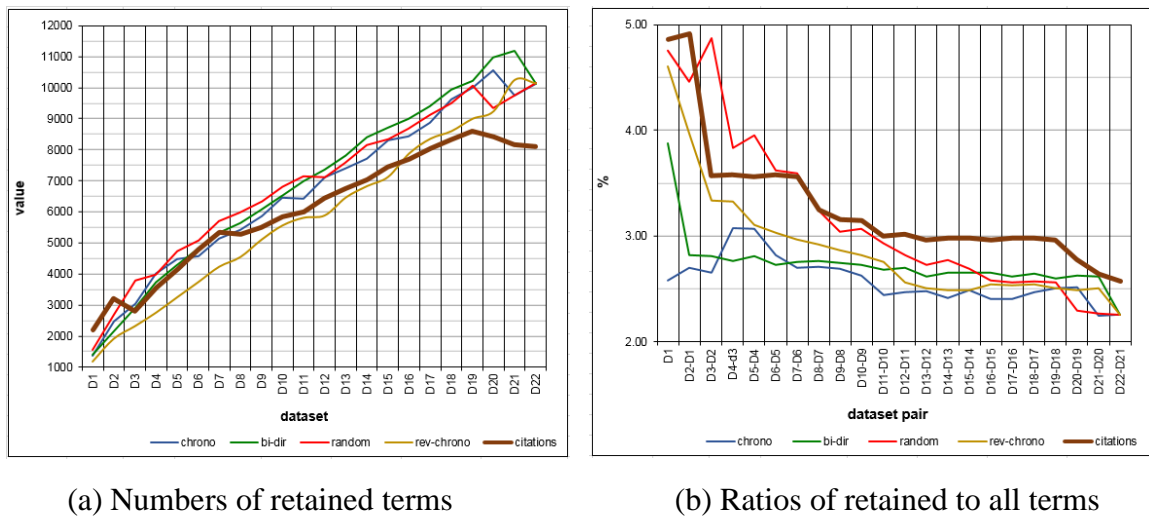 11000
10000
9000
8000
7000
6000
5000
4000
3000
2000
1000
value
D1 D2 D3 D4 D5 D6 D7 D8 D9 D10 D11 D12 D13 D14 D15 D16 D17 D18 D19 D20 D21 D22
dataset
chrono bi-dir random rev-chrono citations
(a) Numbers of retained terms
5.00
4.00
3.00
2.00
%
D1 D2-D1 D3-D2 D4-d3 D5-D4 D6-D5 D7-D6 D8-D7 D9-D8 D10-D9 D11-D10 D12-D11 D13-D12 D14-D13 D15-D14 D16-D15 D17-D16 D18-D17 D19-D18 D20-D19 D21-D20 D22-D21
dataset pair
chrono bi-dir random rev-chrono citations
(b) Ratios of retained to all terms